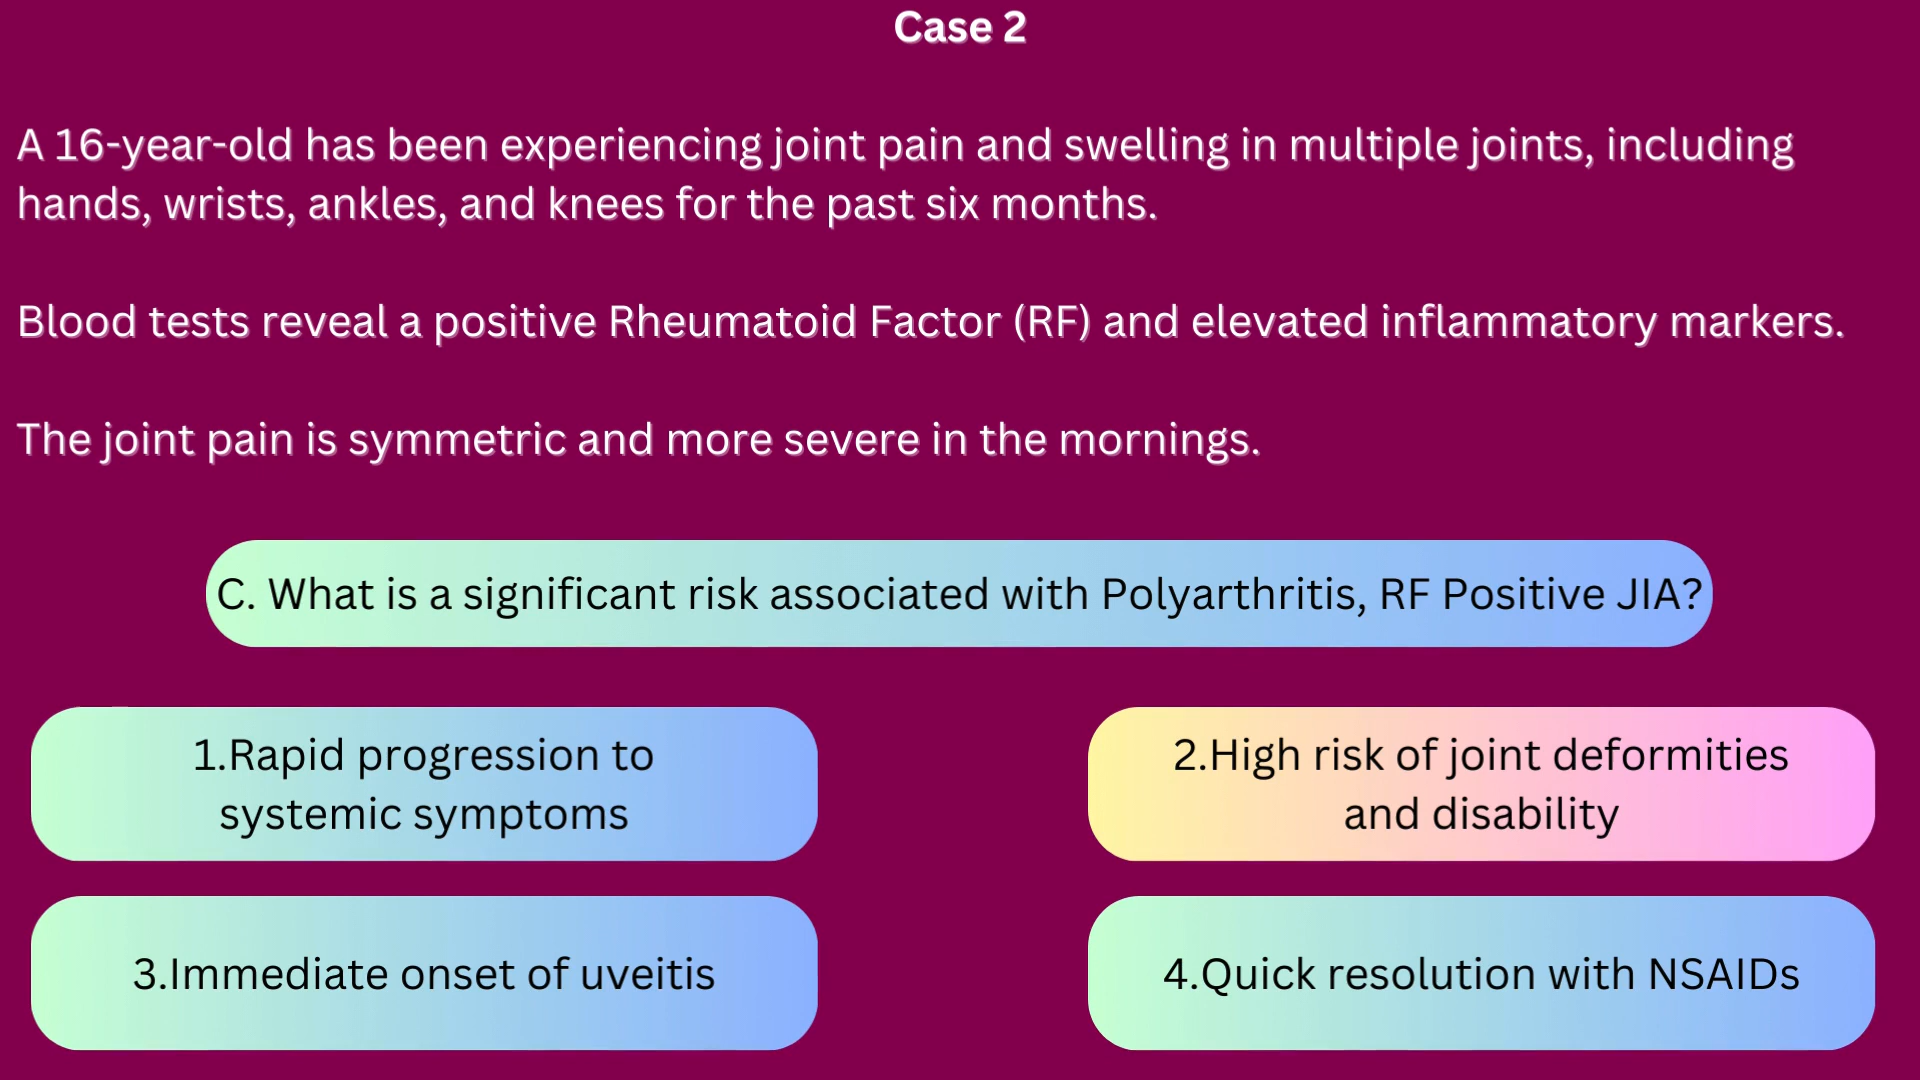 Case 2
A 16-year-old has been experiencing joint pain and swelling in multiple joints, including
hands, wrists, ankles, and knees for the past six months.
Blood tests reveal a positive Rheumatoid Factor (RF) and elevated inflammatory markers.
The joint pain is symmetric and more severe in the mornings.
C. What is a significant risk associated with Polyarthritis, RF Positive JIA?
1.Rapid progression to
systemic symptoms
2.High risk of joint deformities
and disability
3.Immediate onset of uveitis
4.Quick resolution with NSAIDs